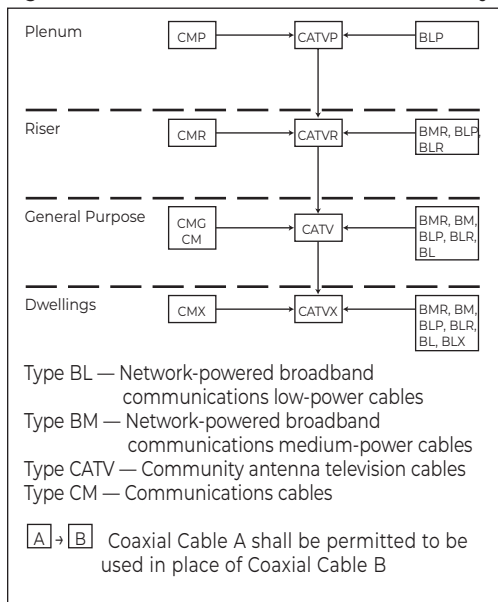 Plenum
CMP
CATVP
BLP
Riser
CMR
CATVR
BMR, BLP,
BLR
General Purpose
CMG
CM
CATV
BMR, BM,
BLP, BLR,
BL
Dwellings
CMX
CATVX
BMR, BM,
BLP, BLR,
BL, BLX
Type BL — Network-powered broadband
communications low-power cables
Type BM — Network-powered broadband
communications medium-power cables
Type CATV — Community antenna television cables
Type CM — Communications cables
A → B Coaxial Cable A shall be permitted to be
used in place of Coaxial Cable B